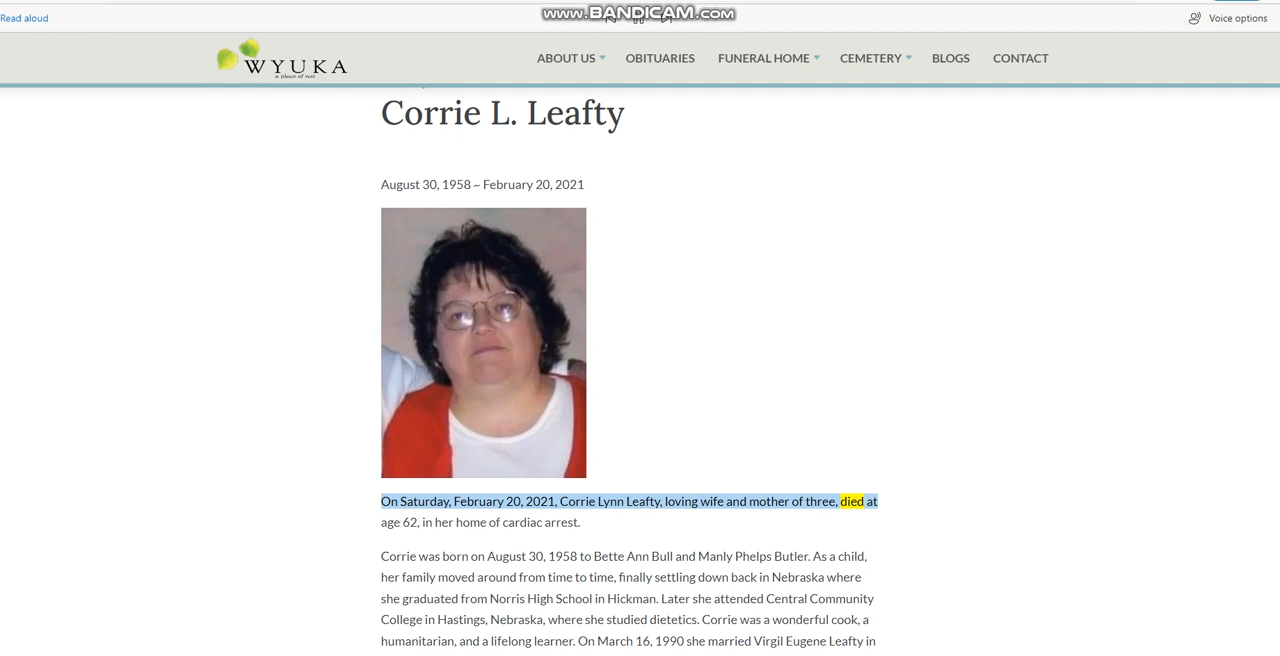 www.BANDICAM.com
Read aloud
Voice options
WYUKA
a place of rest
ABOUT US
OBITUARIES
FUNERAL HOME
CEMETERY
BLOGS
CONTACT
Corrie L. Leafty
August 30, 1958 ~ February 20, 2021
On Saturday, February 20, 2021, Corrie Lynn Leafty, loving wife and mother of three, died at
age 62, in her home of cardiac arrest.
Corrie was born on August 30, 1958 to Bette Ann Bull and Manly Phelps Butler. As a child,
her family moved around from time to time, finally settling down back in Nebraska where
she graduated from Norris High School in Hickman. Later she attended Central Community
College in Hastings, Nebraska, where she studied dietetics. Corrie was a wonderful cook, a
humanitarian, and a lifelong learner. On March 16, 1990 she married Virgil Eugene Leafty in